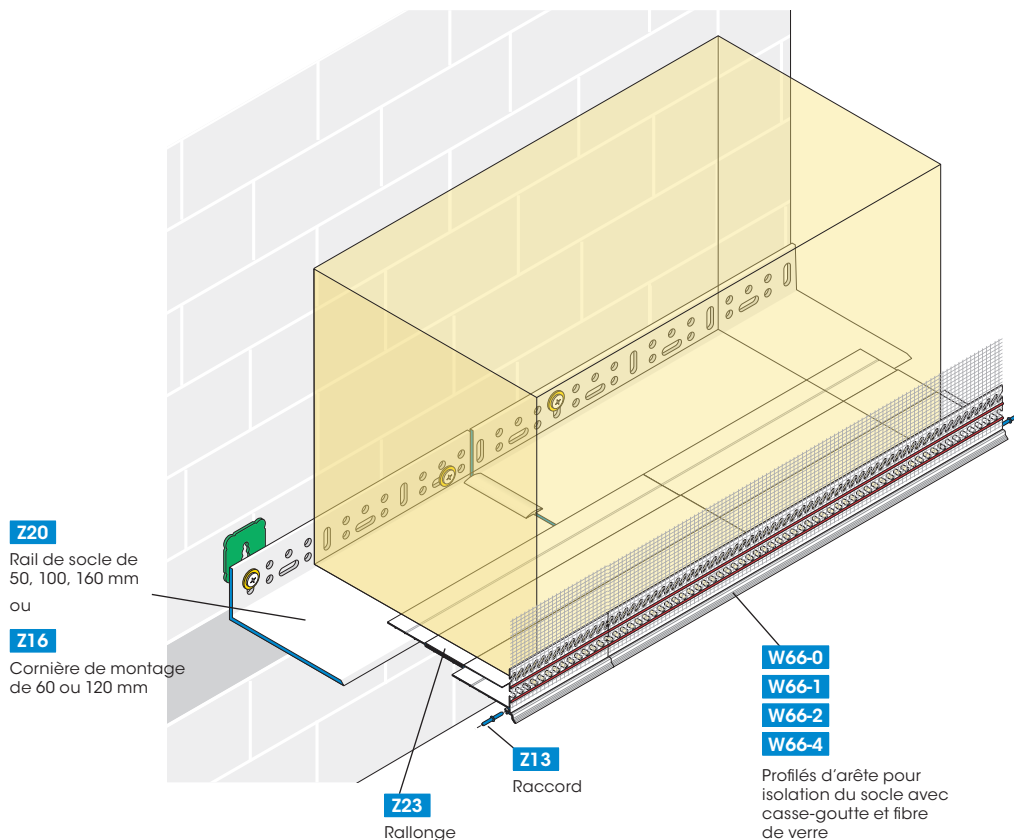 Z20
Rail de socle de
50, 100, 160 mm
ou
Z16
Cornière de montage
de 60 ou 120 mm
Z13
Raccord
Z23
Rallonge
W66-0
W66-1
W66-2
W66-4
Profilés d’arête pour
isolation du socle avec
casse-goutte et fibre
de verre